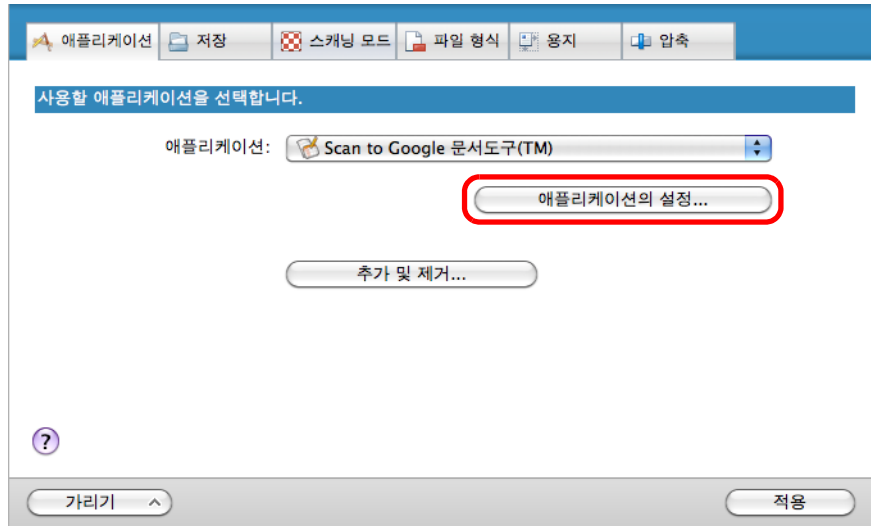 애플리케이션 저장 스캐닝 모드 파일 형식 용지 압축
사용할 애플리케이션을 선택합니다.
애플리케이션: Scan to Google 문서도구(TM)
애플리케이션의 설정...
추가 및 제거...
?
가리기 적용